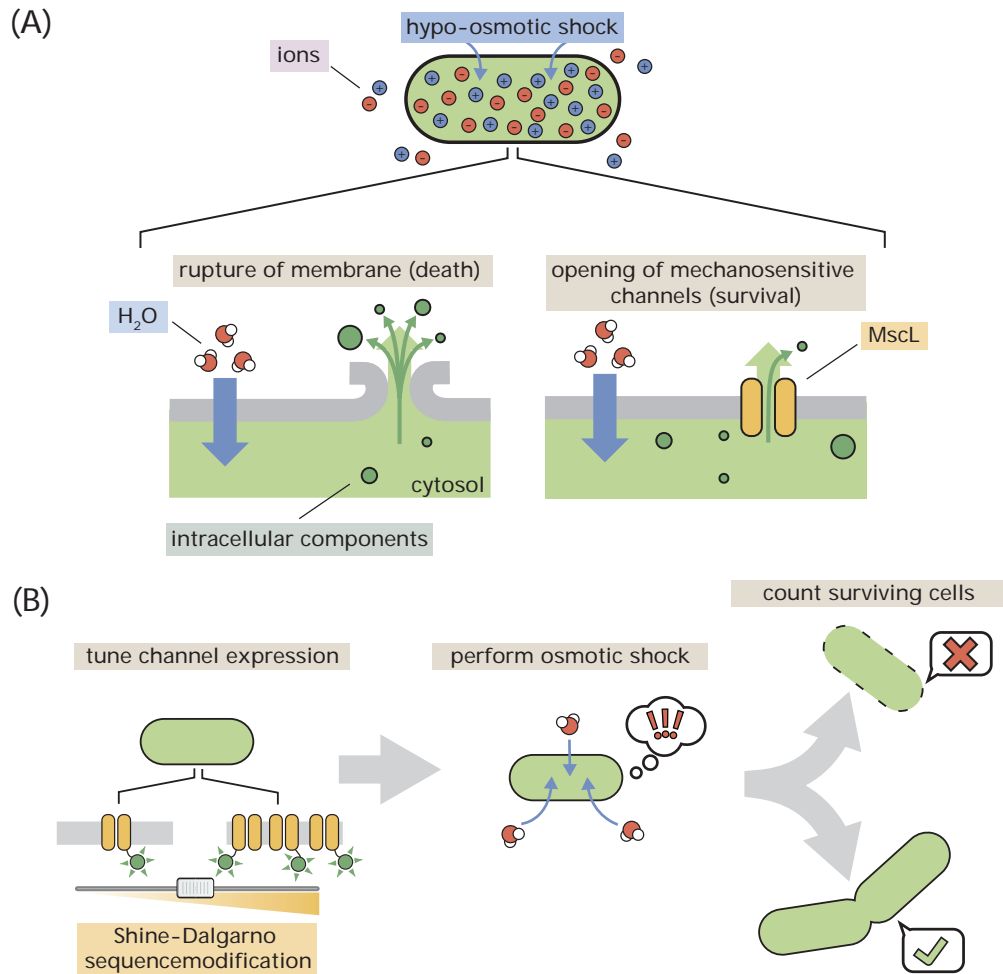 (A)
hypo-osmotic shock
ions
rupture of membrane (death)
opening of mechanosensitive
channels (survival)
H₂O
MscL
cytosol
intracellular components
(B)
count surviving cells
tune channel expression
perform osmotic shock
!!!
Shine-Dalgarno
sequencemodification